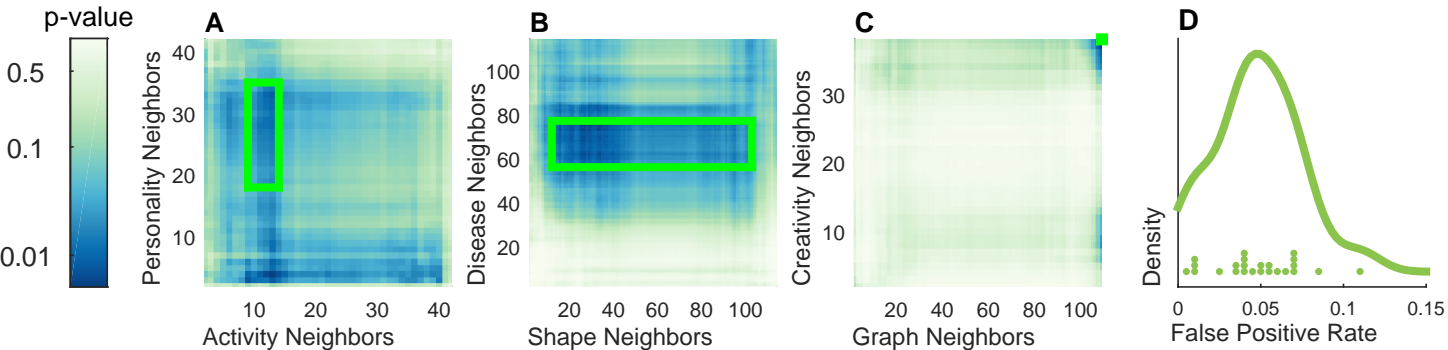 p-value
0.5
0.1
0.01
A
Personality Neighbors
40
30
20
10
10 20 30 40
Activity Neighbors
B
Disease Neighbors
100
80
60
40
20
20 40 60 80 100
Shape Neighbors
C
Creativity Neighbors
30
20
10
20 40 60 80 100
Graph Neighbors
D
Density
0 0.05 0.1 0.15
False Positive Rate